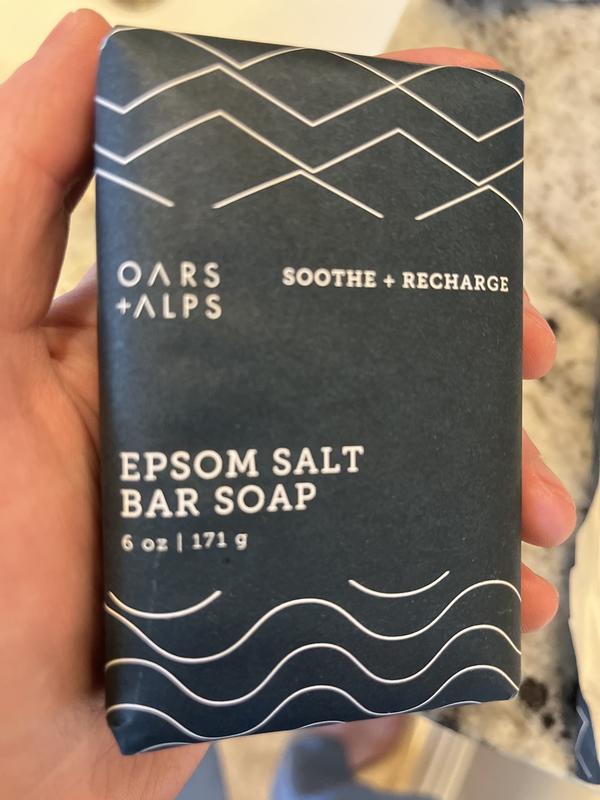 OARS
+ALPS
SOOTHE + RECHARGE
EPSOM SALT
BAR SOAP
6 oz | 171 g